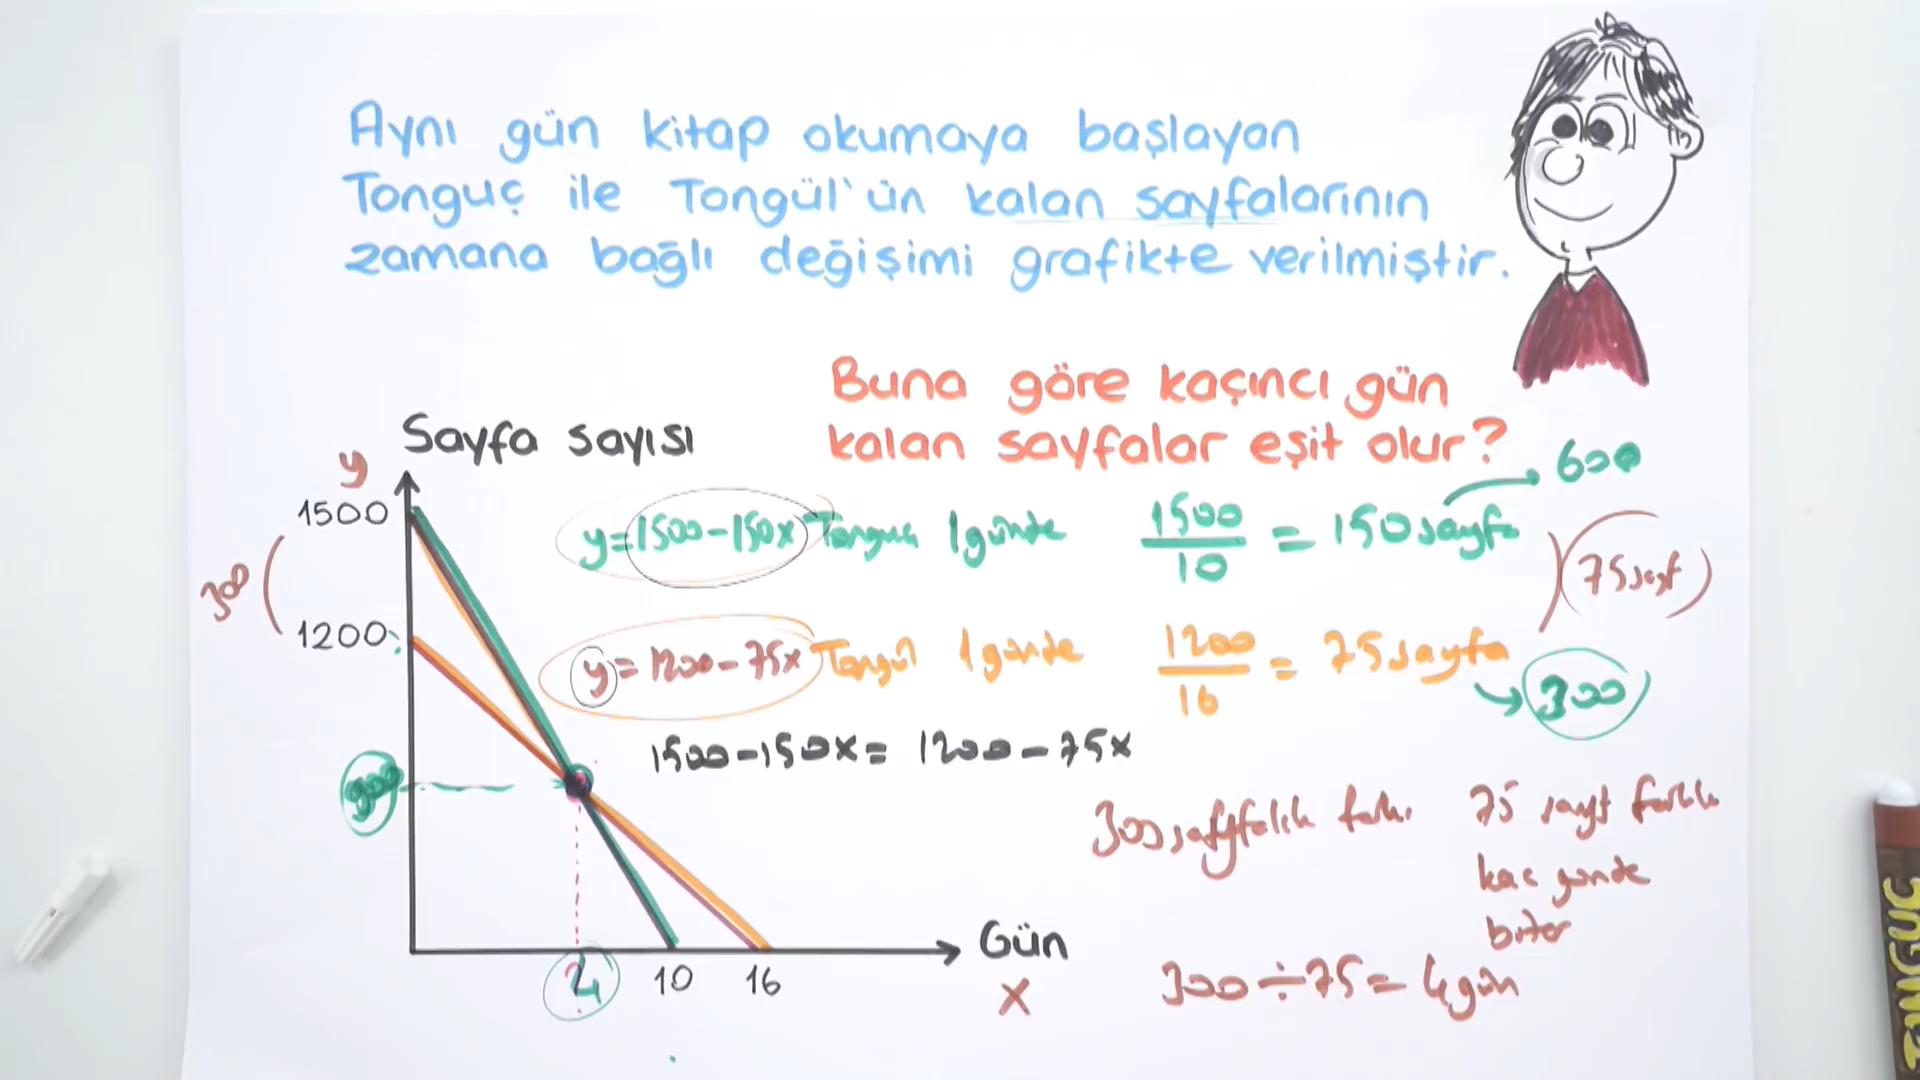 Aynı gün kitap okumaya başlayan
Tonguç ile Tongül'ün kalan sayfalarının
zamana bağlı değişimi grafikte verilmiştir.
Buna göre kaçıncı gün
kalan sayfalar eşit olur?
Sayfa sayısı
y
1500
1200
300
900
y=1500-150x Tonguç 1 günde 1500/10 = 150 sayfa
600
75 sayf
y=1200-75x Tongül 1 günde 1200/16 = 75 sayfa
300
1500-150x = 1200-75x
300 sayfalık farkı 75 sayf farkla
kaç günde
biter
300÷75= 4 gün
4 10 16
Gün
x
TONGUÇ